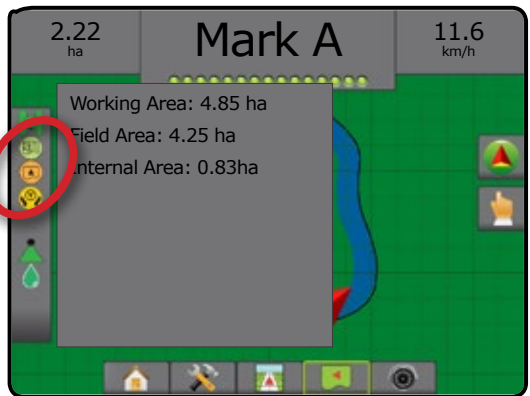 2.22
ha
Mark A
11.6
km/h
Working Area: 4.85 ha
Field Area: 4.25 ha
Internal Area: 0.83ha